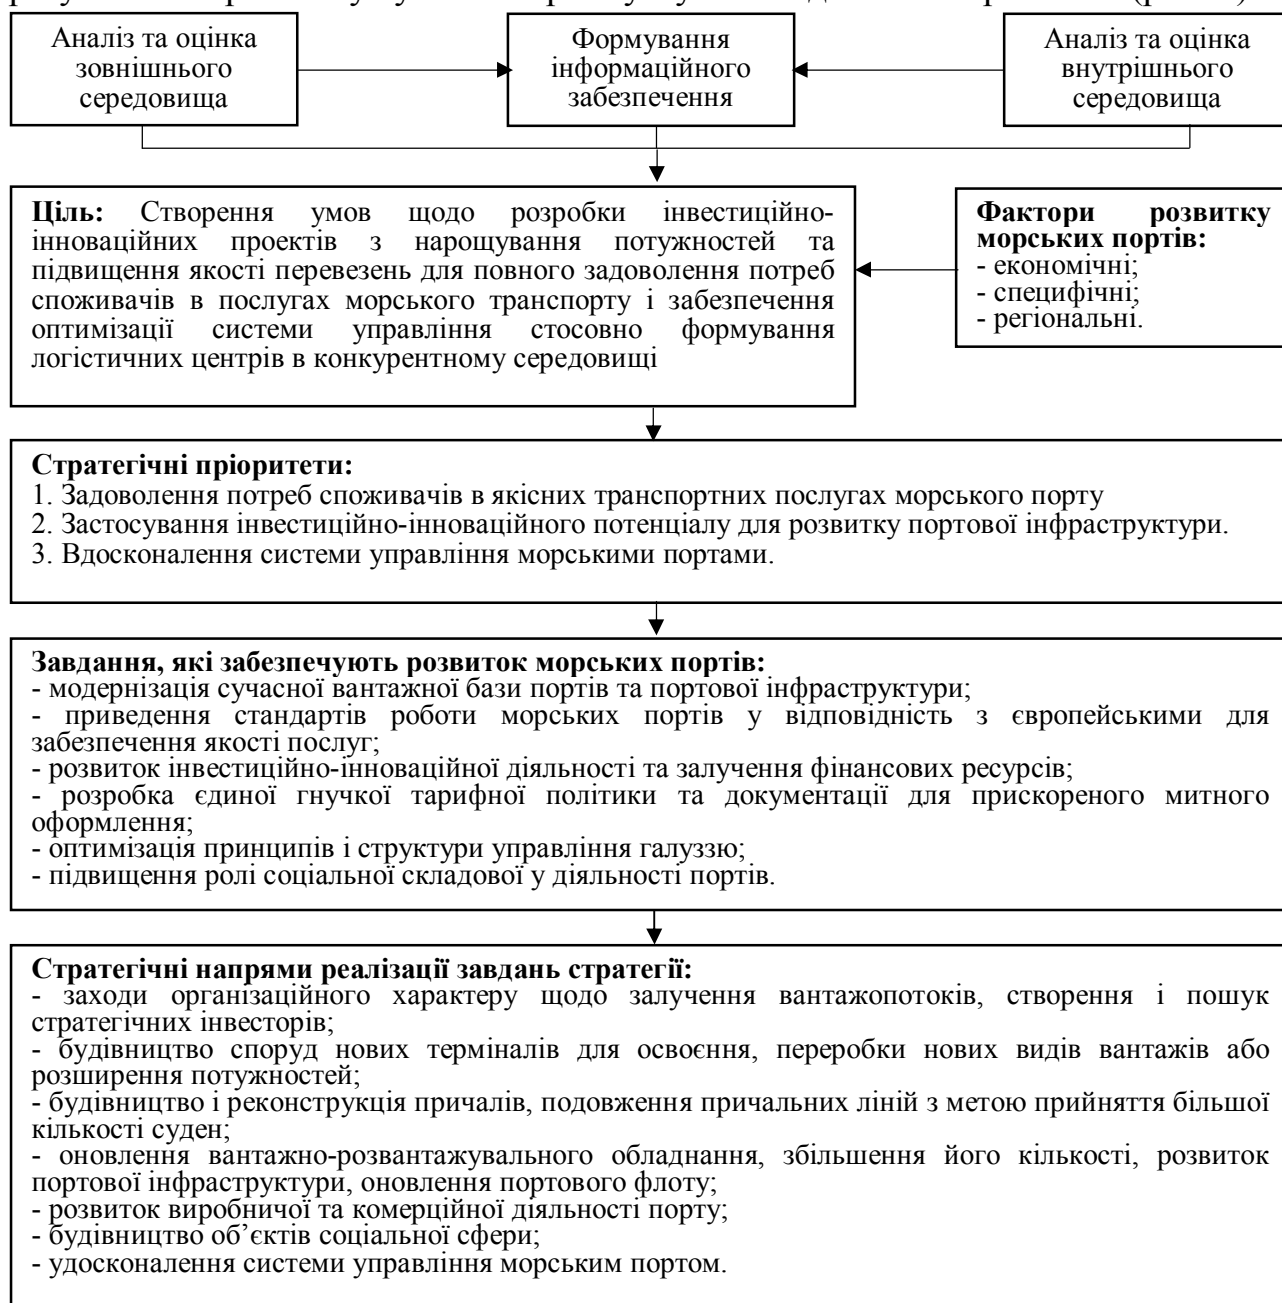 Аналіз та оцінка
зовнішнього
середовища
Формування
інформаційного
забезпечення
Аналіз та оцінка
внутрішнього
середовища
Ціль: Створення умов щодо розробки інвестиційно-
інноваційних проектів з нарощування потужностей та
підвищення якості перевезень для повного задоволення потреб
споживачів в послугах морського транспорту і забезпечення
оптимізації системи управління стосовно формування
логістичних центрів в конкурентному середовищі
Фактори розвитку
морських портів:
- економічні;
- специфічні;
- регіональні.
Стратегічні пріоритети:
1. Задоволення потреб споживачів в якісних транспортних послугах морського порту
2. Застосування інвестиційно-інноваційного потенціалу для розвитку портової інфраструктури.
3. Вдосконалення системи управління морськими портами.
Завдання, які забезпечують розвиток морських портів:
- модернізація сучасної вантажної бази портів та портової інфраструктури;
- приведення стандартів роботи морських портів у відповідність з європейськими для
забезпечення якості послуг;
- розвиток інвестиційно-інноваційної діяльності та залучення фінансових ресурсів;
- розробка єдиної гнучкої тарифної політики та документації для прискореного митного
оформлення;
- оптимізація принципів і структури управління галуззю;
- підвищення ролі соціальної складової у діяльності портів.
Стратегічні напрями реалізації завдань стратегії:
- заходи організаційного характеру щодо залучення вантажопотоків, створення і пошук
стратегічних інвесторів;
- будівництво споруд нових терміналів для освоєння, переробки нових видів вантажів або
розширення потужностей;
- будівництво і реконструкція причалів, подовження причальних ліній з метою прийняття більшої
кількості суден;
- оновлення вантажно-розвантажувального обладнання, збільшення його кількості, розвиток
портової інфраструктури, оновлення портового флоту;
- розвиток виробничої та комерційної діяльності порту;
- будівництво об’єктів соціальної сфери;
- удосконалення системи управління морським портом.